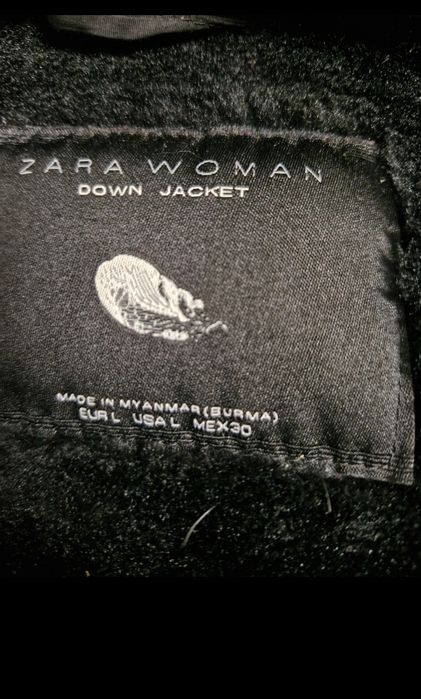 ZARA WOMAN
DOWN JACKET
MADE IN MYANMAR (BURMA)
EUR L USA L MEX30